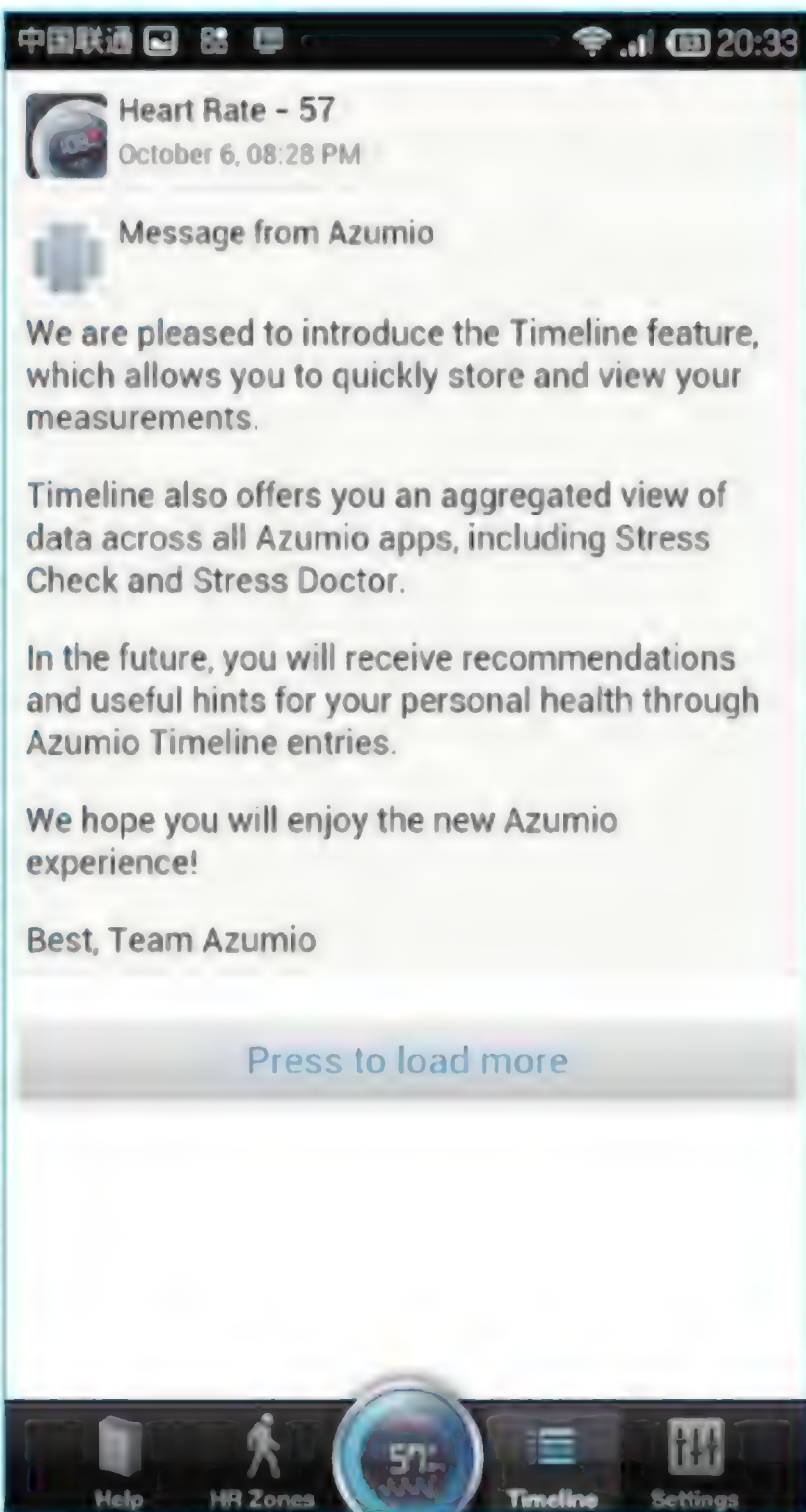 中国联通 20:33
Heart Rate - 57
October 6, 08:28 PM
Message from Azumio
We are pleased to introduce the Timeline feature,
which allows you to quickly store and view your
measurements.
Timeline also offers you an aggregated view of
data across all Azumio apps, including Stress
Check and Stress Doctor.
In the future, you will receive recommendations
and useful hints for your personal health through
Azumio Timeline entries.
We hope you will enjoy the new Azumio
experience!
Best, Team Azumio
Press to load more
57
Help HR Zones Timeline Settings